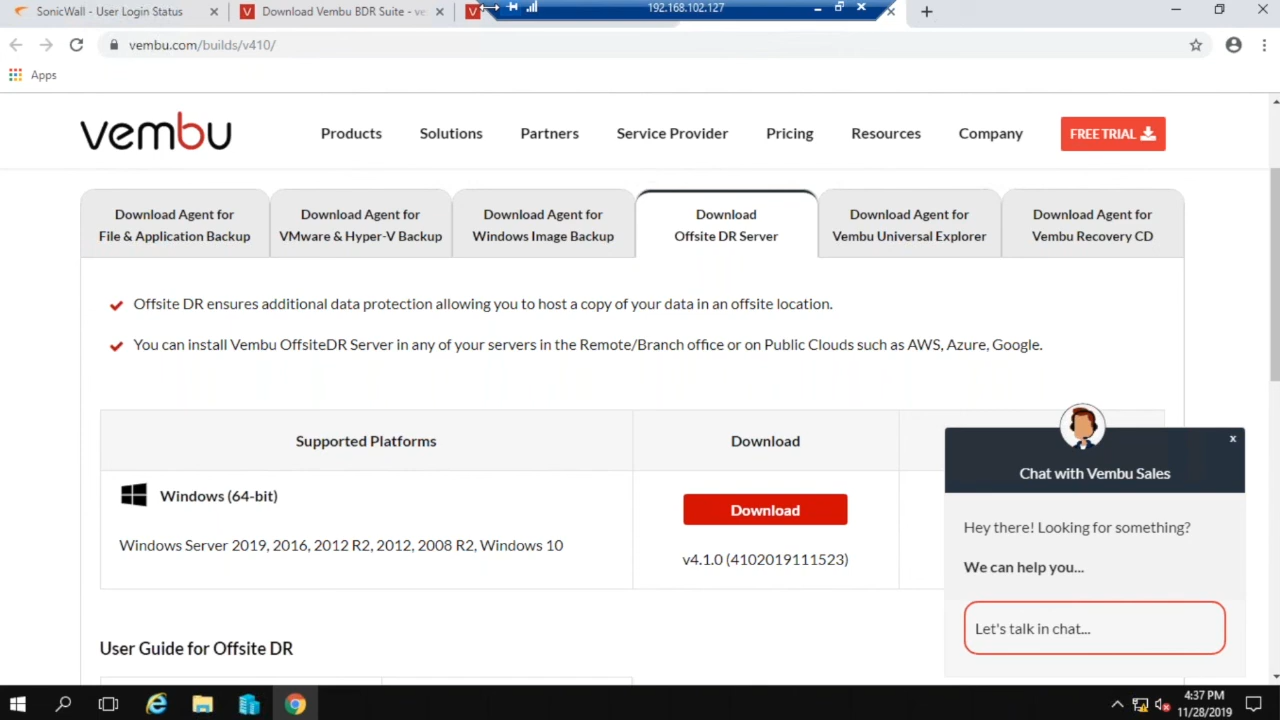 SonicWall - User Login Status
Download Vembu BDR Suite - ve
192.168.102.127
vembu.com/builds/v410/
Apps
vembu
Products
Solutions
Partners
Service Provider
Pricing
Resources
Company
FREE TRIAL
Download Agent for
File & Application Backup
Download Agent for
VMware & Hyper-V Backup
Download Agent for
Windows Image Backup
Download
Offsite DR Server
Download Agent for
Vembu Universal Explorer
Download Agent for
Vembu Recovery CD
Offsite DR ensures additional data protection allowing you to host a copy of your data in an offsite location.
You can install Vembu OffsiteDR Server in any of your servers in the Remote/Branch office or on Public Clouds such as AWS, Azure, Google.
Supported Platforms
Download
Windows (64-bit)
Windows Server 2019, 2016, 2012 R2, 2012, 2008 R2, Windows 10
Download
v4.1.0 (4102019111523)
User Guide for Offsite DR
x
Chat with Vembu Sales
Hey there! Looking for something?
We can help you...
Let's talk in chat...
4:37 PM
11/28/2019